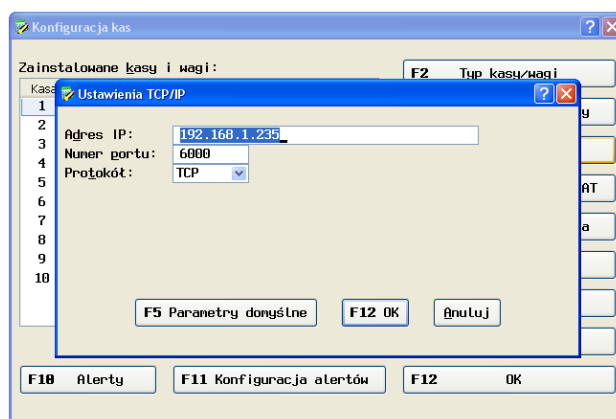 Konfiguracja kas
Zainstalowane kasy i wagi:
F2 Typ kasy/wagi
Kasa
Ustawienia TCP/IP
1
y
2
Adres IP: 192.168.1.235
3
Numer portu: 6000
4
Protokół: TCP
5
AT
6
7
a
8
9
10
F5 Parametry domyślne
F12 OK
Anuluj
F10 Alerty
F11 Konfiguracja alertów
F12 OK